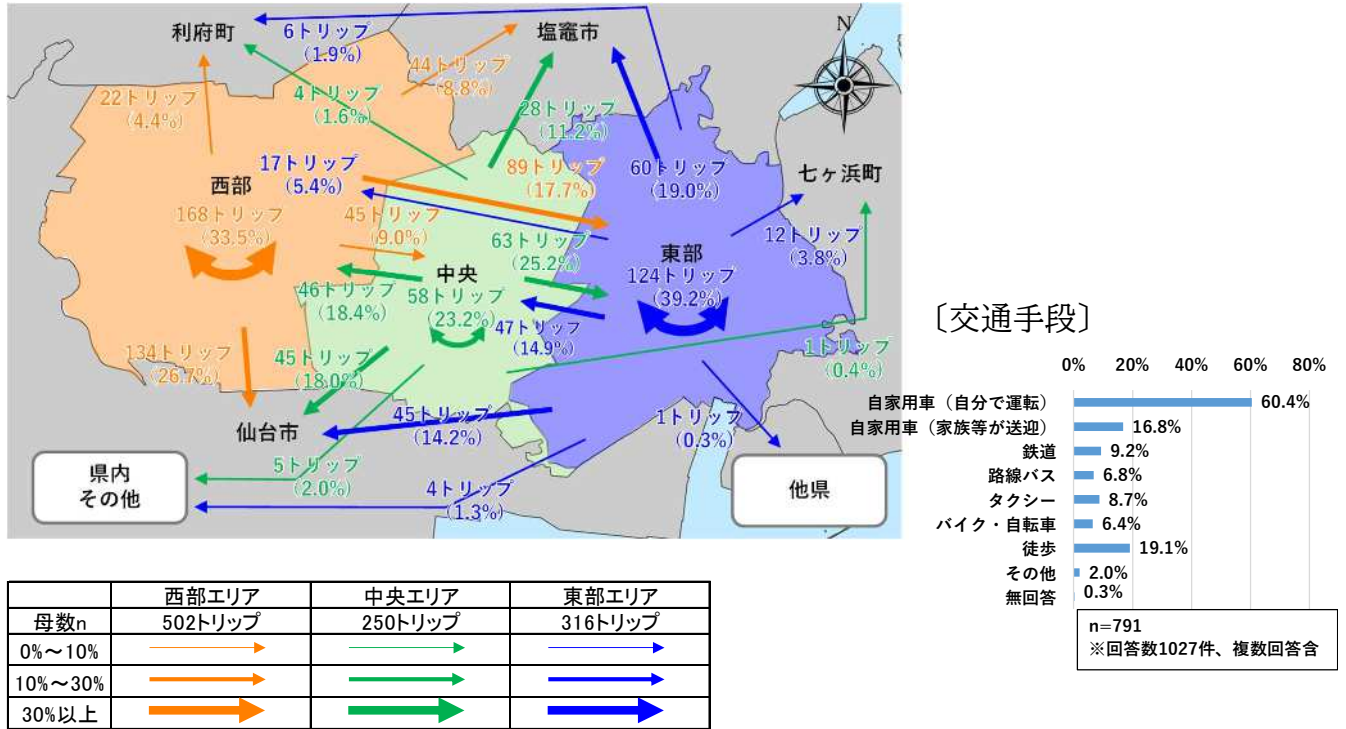 利府町
6トリップ
(1.9%)
塩竈市
N
44トリップ
(8.8%)
22トリップ
(4.4%)
4トリップ
(1.6%)
28トリップ
(11.2%)
17トリップ
(5.4%)
89トリップ
(17.7%)
60トリップ
(19.0%)
七ヶ浜町
西部
168トリップ
(33.5%)
45トリップ
(9.0%)
63トリップ
(25.2%)
東部
124トリップ
(39.2%)
12トリップ
(3.8%)
中央
58トリップ
(23.2%)
46トリップ
(18.4%)
47トリップ
(14.9%)
134トリップ
(26.7%)
45トリップ
(18.0%)
1トリップ
(0.4%)
仙台市
45トリップ
(14.2%)
1トリップ
(0.3%)
県内
その他
5トリップ
(2.0%)
4トリップ
(1.3%)
他県
〔交通手段〕
0% 20% 40% 60% 80%
自家用車（自分で運転） 60.4%
自家用車（家族等が送迎） 16.8%
鉄道 9.2%
路線バス 6.8%
タクシー 8.7%
バイク・自転車 6.4%
徒歩 19.1%
その他 2.0%
無回答 0.3%
n=791
※回答数1027件、複数回答含
西部エリア 中央エリア 東部エリア
母数n 502トリップ 250トリップ 316トリップ
0%～10%
10%～30%
30%以上